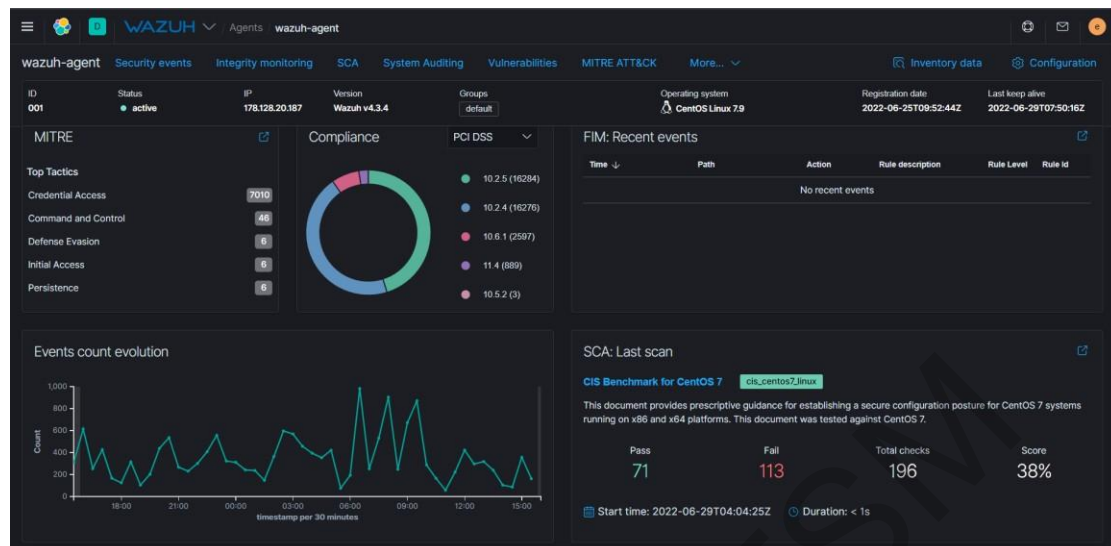 D WAZUH Agents wazuh-agent e
wazuh-agent Security events Integrity monitoring SCA System Auditing Vulnerabilities MITRE ATT&CK More... Inventory data Configuration
ID Status IP Version Groups Operating system Registration date Last keep alive
001 active 178.128.20.187 Wazuh v4.3.4 default CentOS Linux 7.9 2022-06-25T09:52:44Z 2022-06-29T07:50:16Z
MITRE
Top Tactics
Credential Access 7010
Command and Control 46
Defense Evasion 6
Initial Access 6
Persistence 6
Compliance PCI DSS
10.2.5 (16284)
10.2.4 (16276)
10.6.1 (2597)
11.4 (889)
10.5.2 (3)
FIM: Recent events
Time Path Action Rule description Rule Level Rule Id
No recent events
Events count evolution
Count
1,000
800
600
400
200
0
18:00 21:00 00:00 03:00 06:00 09:00 12:00 15:00
timestamp per 30 minutes
SCA: Last scan
CIS Benchmark for CentOS 7 cis_centos7_linux
This document provides prescriptive guidance for establishing a secure configuration posture for CentOS 7 systems
running on x86 and x64 platforms. This document was tested against CentOS 7.
Pass Fail Total checks Score
71 113 196 38%
Start time: 2022-06-29T04:04:25Z Duration: < 1s